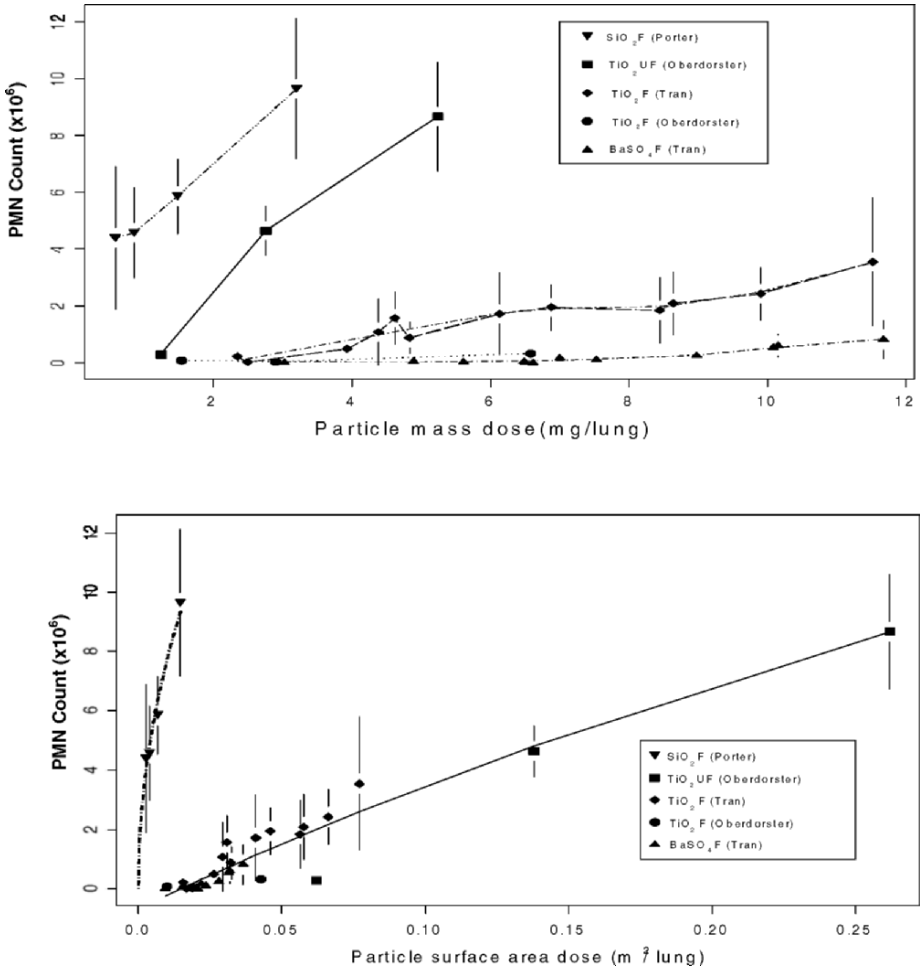 PMN Count (x10⁶)
0 2 4 6 8 10 12
SiO₂F (Porter)
TiO₂UF (Oberdorster)
TiO₂F (Tran)
TiO₂F (Oberdorster)
BaSO₄F (Tran)
2 4 6 8 10 12
Particle mass dose (mg/lung)
PMN Count (x10⁶)
0 2 4 6 8 10 12
SiO₂F (Porter)
TiO₂UF (Oberdorster)
TiO₂F (Tran)
TiO₂F (Oberdorster)
BaSO₄F (Tran)
0.0 0.05 0.10 0.15 0.20 0.25
Particle surface area dose (m²/ lung)